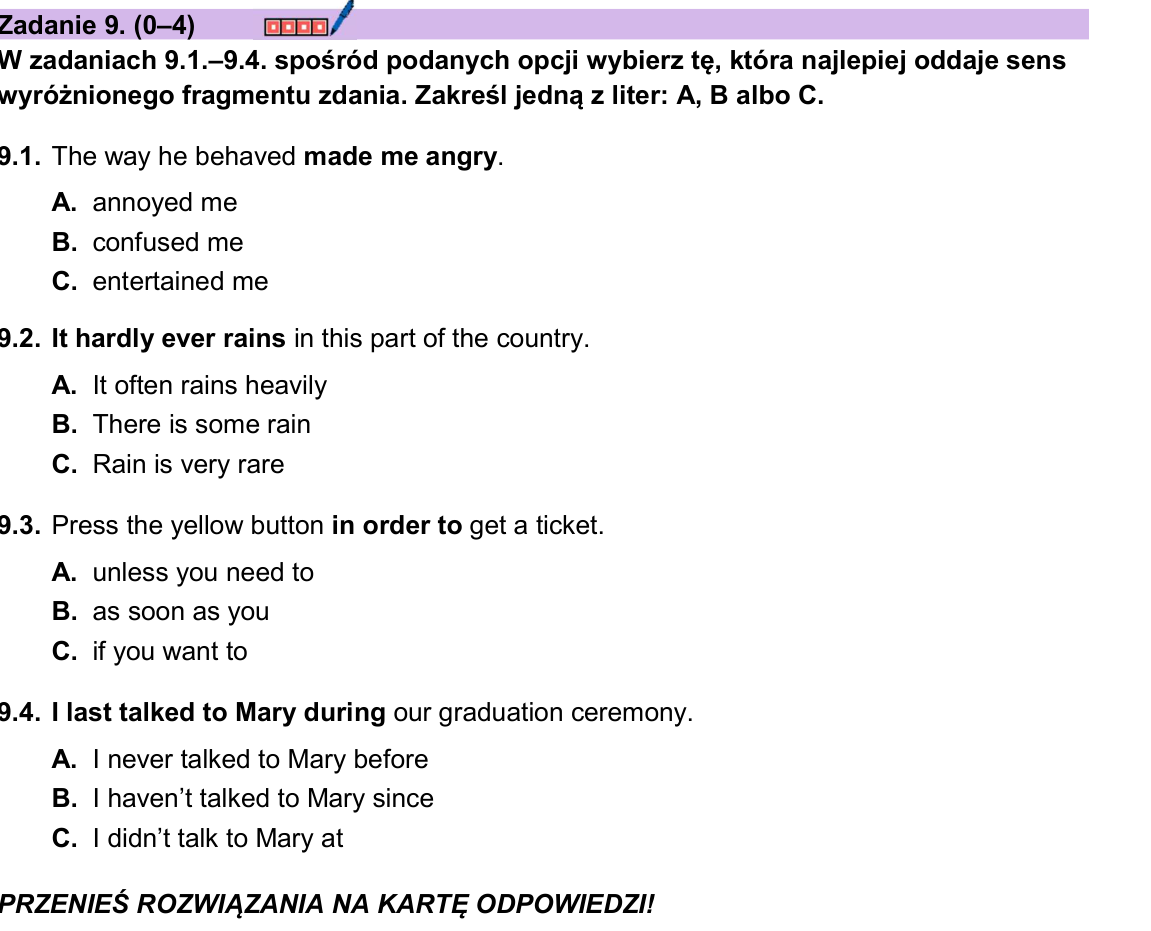 Zadanie 9. (0–4)
W zadaniach 9.1.–9.4. spośród podanych opcji wybierz tę, która najlepiej oddaje sens
wyróżnionego fragmentu zdania. Zakreśl jedną z liter: A, B albo C.
9.1. The way he behaved made me angry.
A. annoyed me
B. confused me
C. entertained me
9.2. It hardly ever rains in this part of the country.
A. It often rains heavily
B. There is some rain
C. Rain is very rare
9.3. Press the yellow button in order to get a ticket.
A. unless you need to
B. as soon as you
C. if you want to
9.4. I last talked to Mary during our graduation ceremony.
A. I never talked to Mary before
B. I haven’t talked to Mary since
C. I didn’t talk to Mary at
PRZENIEŚ ROZWIĄZANIA NA KARTĘ ODPOWIEDZI!